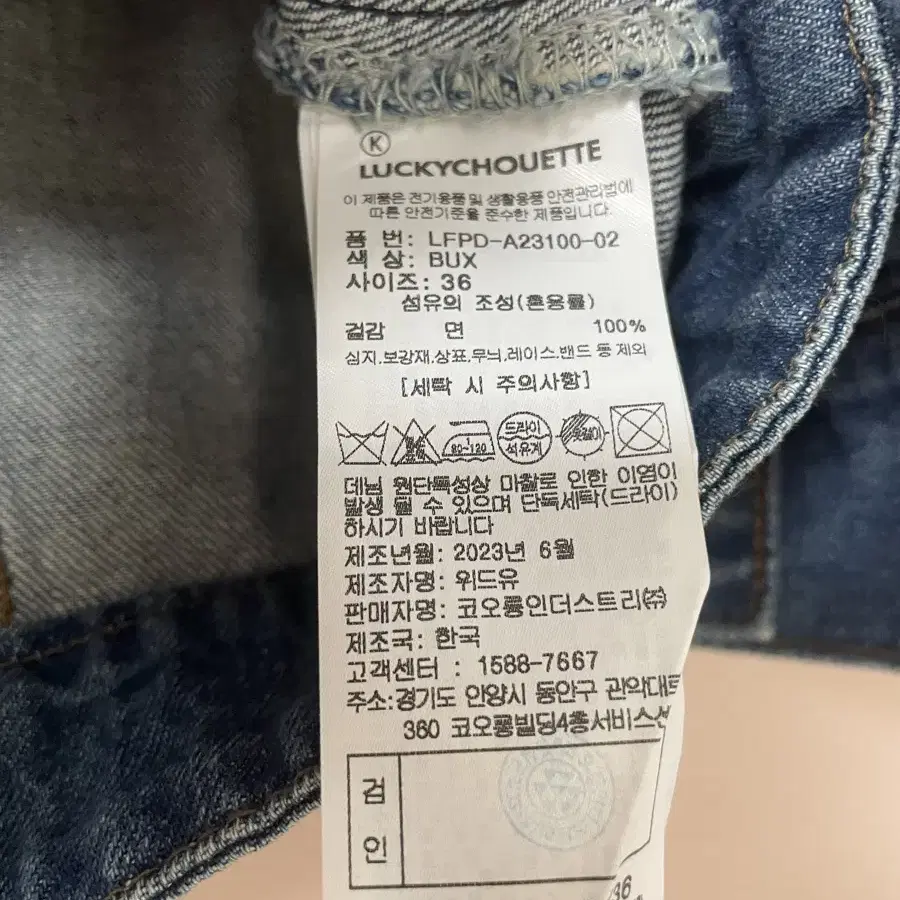 K
LUCKYCHOUETTE
이 제품은 전기용품 및 생활용품 안전관리법에
따른 안전기준을 준수한 제품입니다.
품 번: LFPD-A23100-02
색 상: BUX
사이즈: 36
섬유의 조성(혼용률)
겉감 면 100%
심지,보강재,상표,무늬,레이스,밴드 등 제외
[세탁 시 주의사항]
1 80~120 드라이 석유계 옷걸이
데님 원단특성상 마찰로 인한 이염이
발생 될 수 있으며 단독세탁(드라이)
하시기 바랍니다
제조년월: 2023년 6월
제조자명: 위드유
판매자명: 코오롱인더스트리㈜
제조국: 한국
고객센터 : 1588-7667
주소:경기도 안양시 동안구 관악대로
360 코오롱빌딩4층서비스센
검
인
36